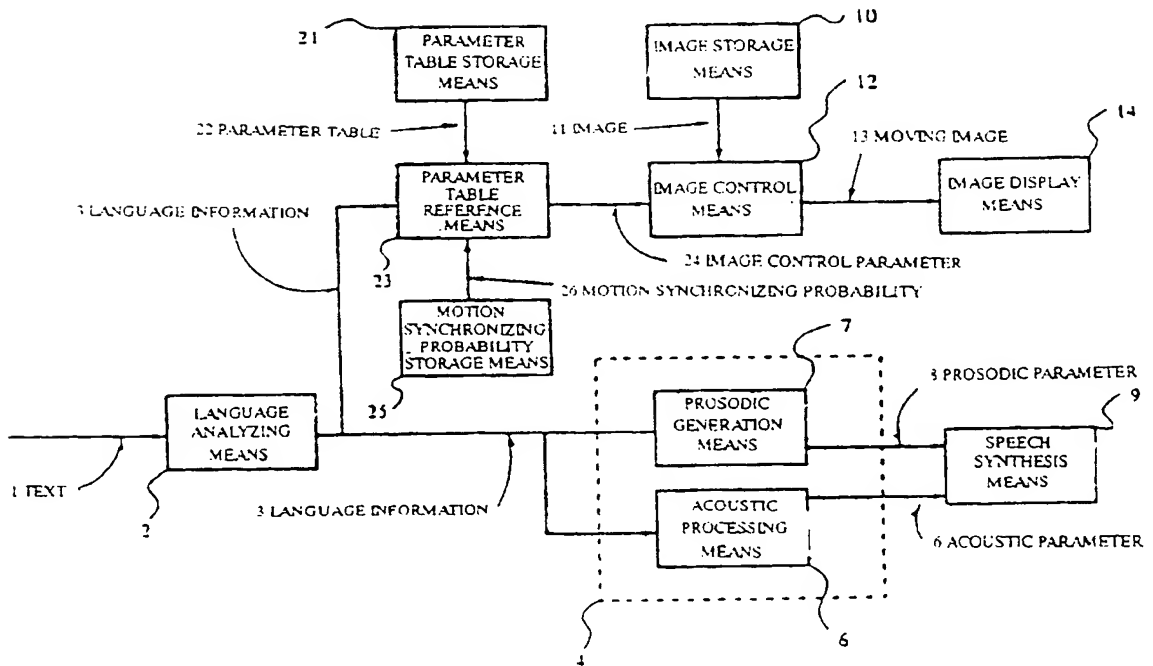 21
PARAMETER
TABLE STORAGE
MEANS
10
IMAGE STORAGE
MEANS
12
22 PARAMETER TABLE
11 IMAGE
13 MOVING IMAGE
14
3 LANGUAGE INFORMATION
PARAMETER
TABLE
REFERENCE
MEANS
IMAGE CONTROL
MEANS
IMAGE DISPLAY
MEANS
23
24 IMAGE CONTROL PARAMETER
26 MOTION SYNCHRONIZING PROBABILITY
MOTION
SYNCHRONIZING
PROBABILITY
STORAGE MEANS
25
7
8 PROSODIC PARAMETER
9
LANGUAGE
ANALYZING
MEANS
PROSODIC
GENERATION
MEANS
SPEECH
SYNTHESIS
MEANS
1 TEXT
2
3 LANGUAGE INFORMATION
ACOUSTIC
PROCESSING
MEANS
6 ACOUSTIC PARAMETER
4
6